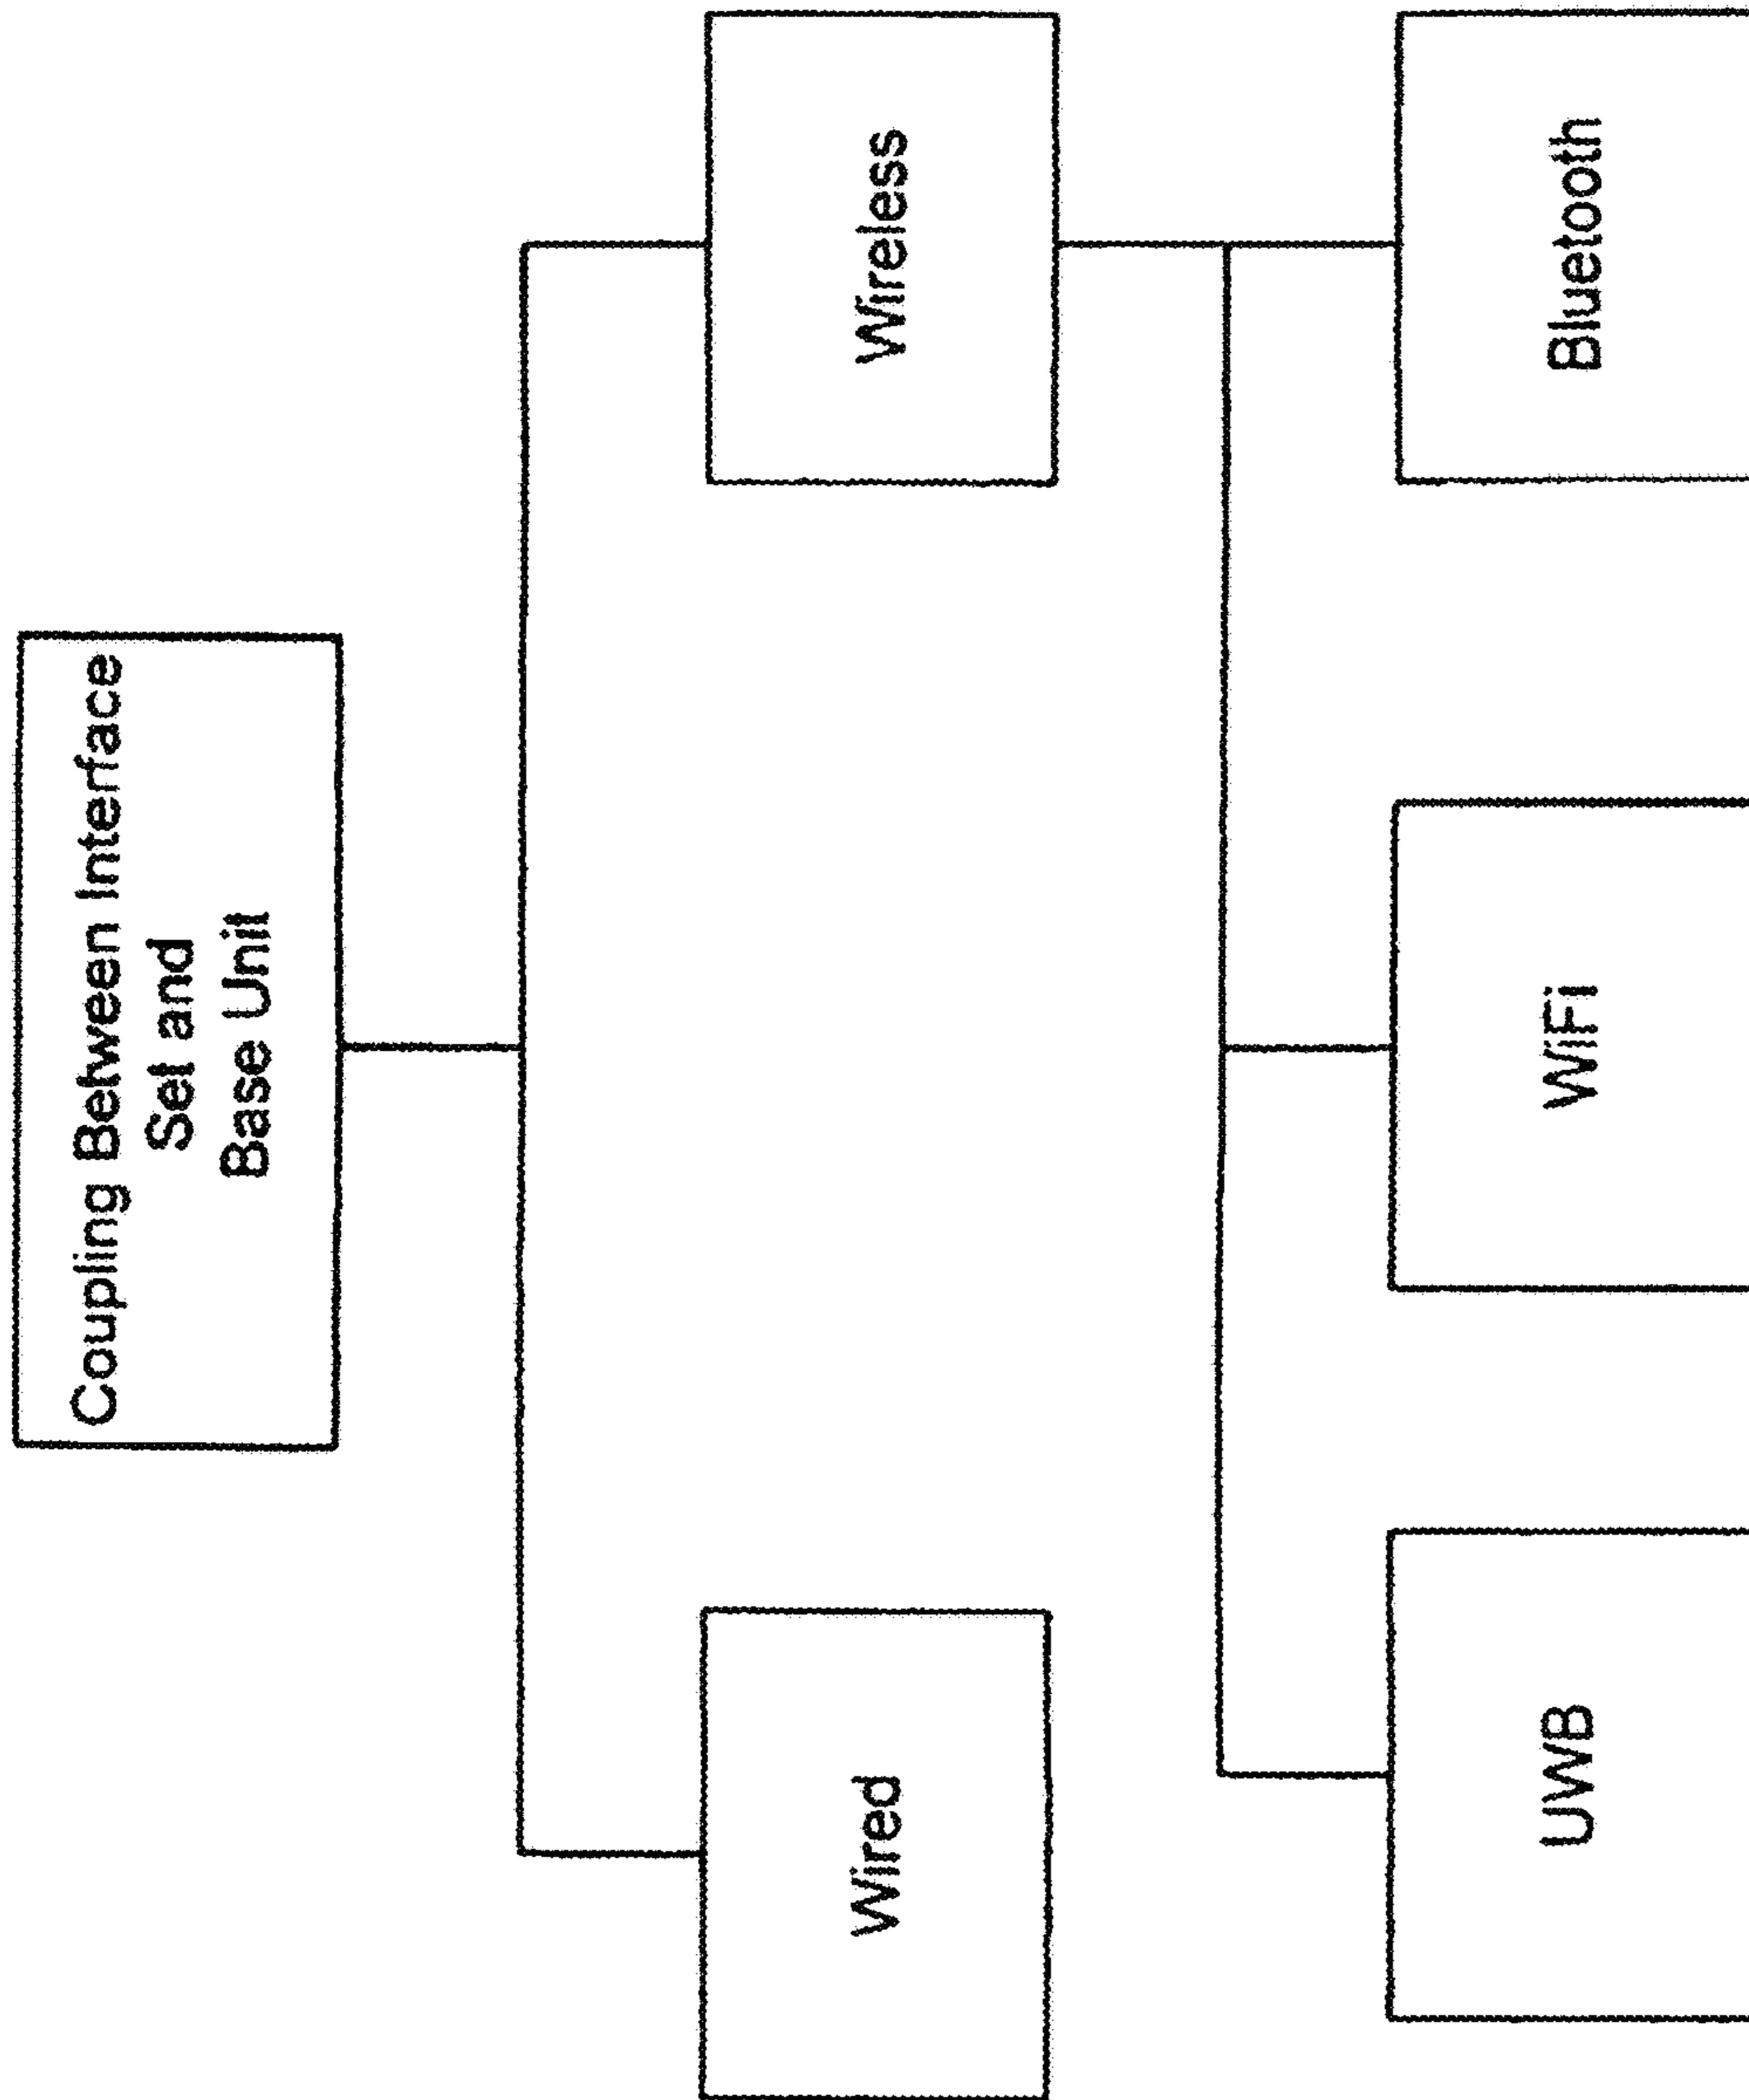 Coupling Between Interface
Set and
Base Unit
Wired
Wireless
UWB
WiFi
Bluetooth